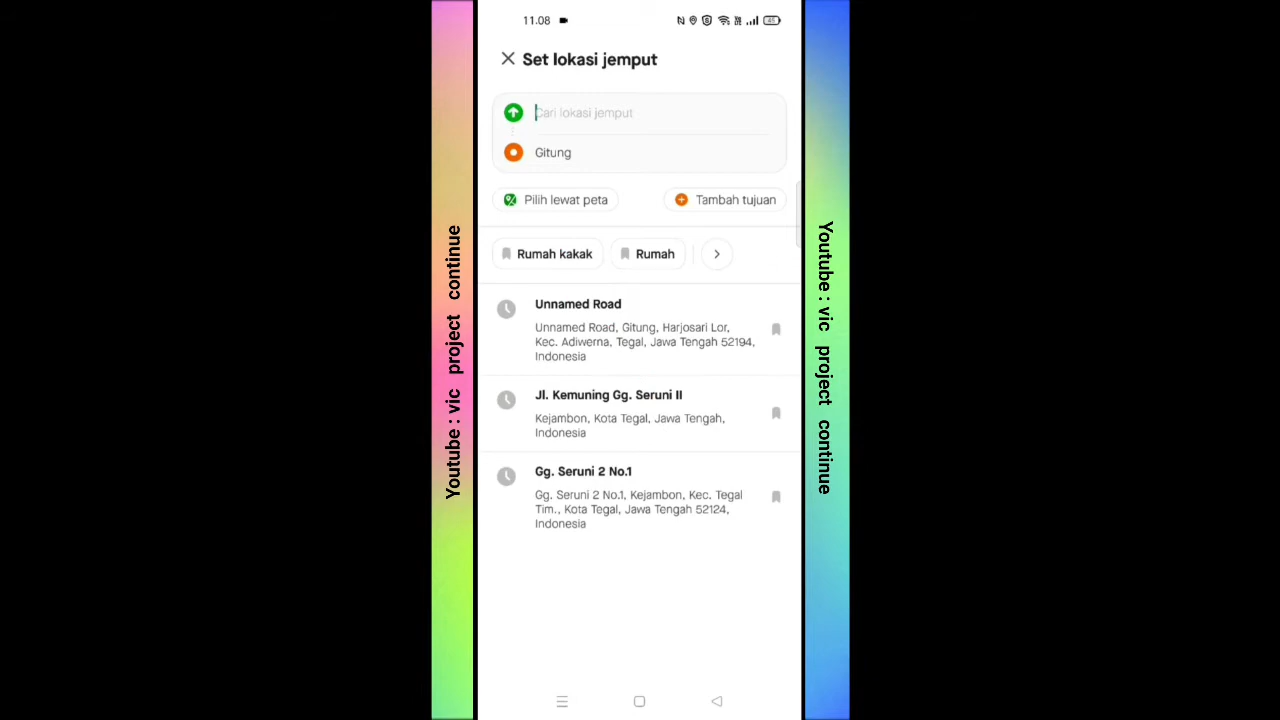 11.08
45
Set lokasi jemput
Cari lokasi jemput
Gitung
Pilih lewat peta
Tambah tujuan
Rumah kakak
Rumah
Unnamed Road
Unnamed Road, Gitung, Harjosari Lor,
Kec. Adiwerna, Tegal, Jawa Tengah 52194,
Indonesia
Jl. Kemuning Gg. Seruni II
Kejambon, Kota Tegal, Jawa Tengah,
Indonesia
Gg. Seruni 2 No.1
Gg. Seruni 2 No.1, Kejambon, Kec. Tegal
Tim., Kota Tegal, Jawa Tengah 52124,
Indonesia
Youtube : vic project continue
Youtube : vic project continue